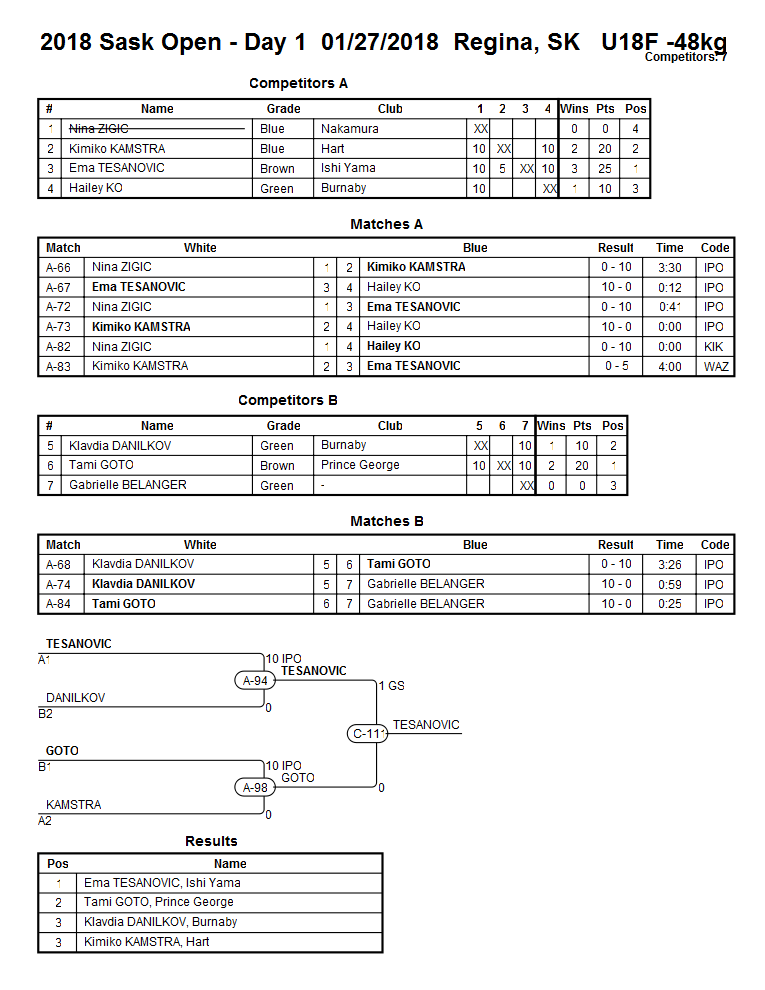 2018 Sask Open - Day 1 01/27/2018 Regina, SK U18F -48kg
Competitors: 7
Competitors A
# Name Grade Club 1 2 3 4 Wins Pts Pos
1 Nina ZIGIC Blue Nakamura XX 0 0 4
2 Kimiko KAMSTRA Blue Hart 10 XX 10 2 20 2
3 Ema TESANOVIC Brown Ishi Yama 10 5 XX 10 3 25 1
4 Hailey KO Green Burnaby 10 XX 1 10 3
Matches A
Match White Blue Result Time Code
A-66 Nina ZIGIC 1 2 Kimiko KAMSTRA 0 - 10 3:30 IPO
A-67 Ema TESANOVIC 3 4 Hailey KO 10 - 0 0:12 IPO
A-72 Nina ZIGIC 1 3 Ema TESANOVIC 0 - 10 0:41 IPO
A-73 Kimiko KAMSTRA 2 4 Hailey KO 10 - 0 0:00 IPO
A-82 Nina ZIGIC 1 4 Hailey KO 0 - 10 0:00 KIK
A-83 Kimiko KAMSTRA 2 3 Ema TESANOVIC 0 - 5 4:00 WAZ
Competitors B
# Name Grade Club 5 6 7 Wins Pts Pos
5 Klavdia DANILKOV Green Burnaby XX 10 1 10 2
6 Tami GOTO Brown Prince George 10 XX 10 2 20 1
7 Gabrielle BELANGER Green - XX 0 0 3
Matches B
Match White Blue Result Time Code
A-68 Klavdia DANILKOV 5 6 Tami GOTO 0 - 10 3:26 IPO
A-74 Klavdia DANILKOV 5 7 Gabrielle BELANGER 10 - 0 0:59 IPO
A-84 Tami GOTO 6 7 Gabrielle BELANGER 10 - 0 0:25 IPO
TESANOVIC
A1 10 IPO
TESANOVIC
A-94 1 GS
DANILKOV
B2 0
C-111 TESANOVIC
GOTO
B1 10 IPO
GOTO
A-98 0
KAMSTRA
A2 0
Results
Pos Name
1 Ema TESANOVIC, Ishi Yama
2 Tami GOTO, Prince George
3 Klavdia DANILKOV, Burnaby
3 Kimiko KAMSTRA, Hart